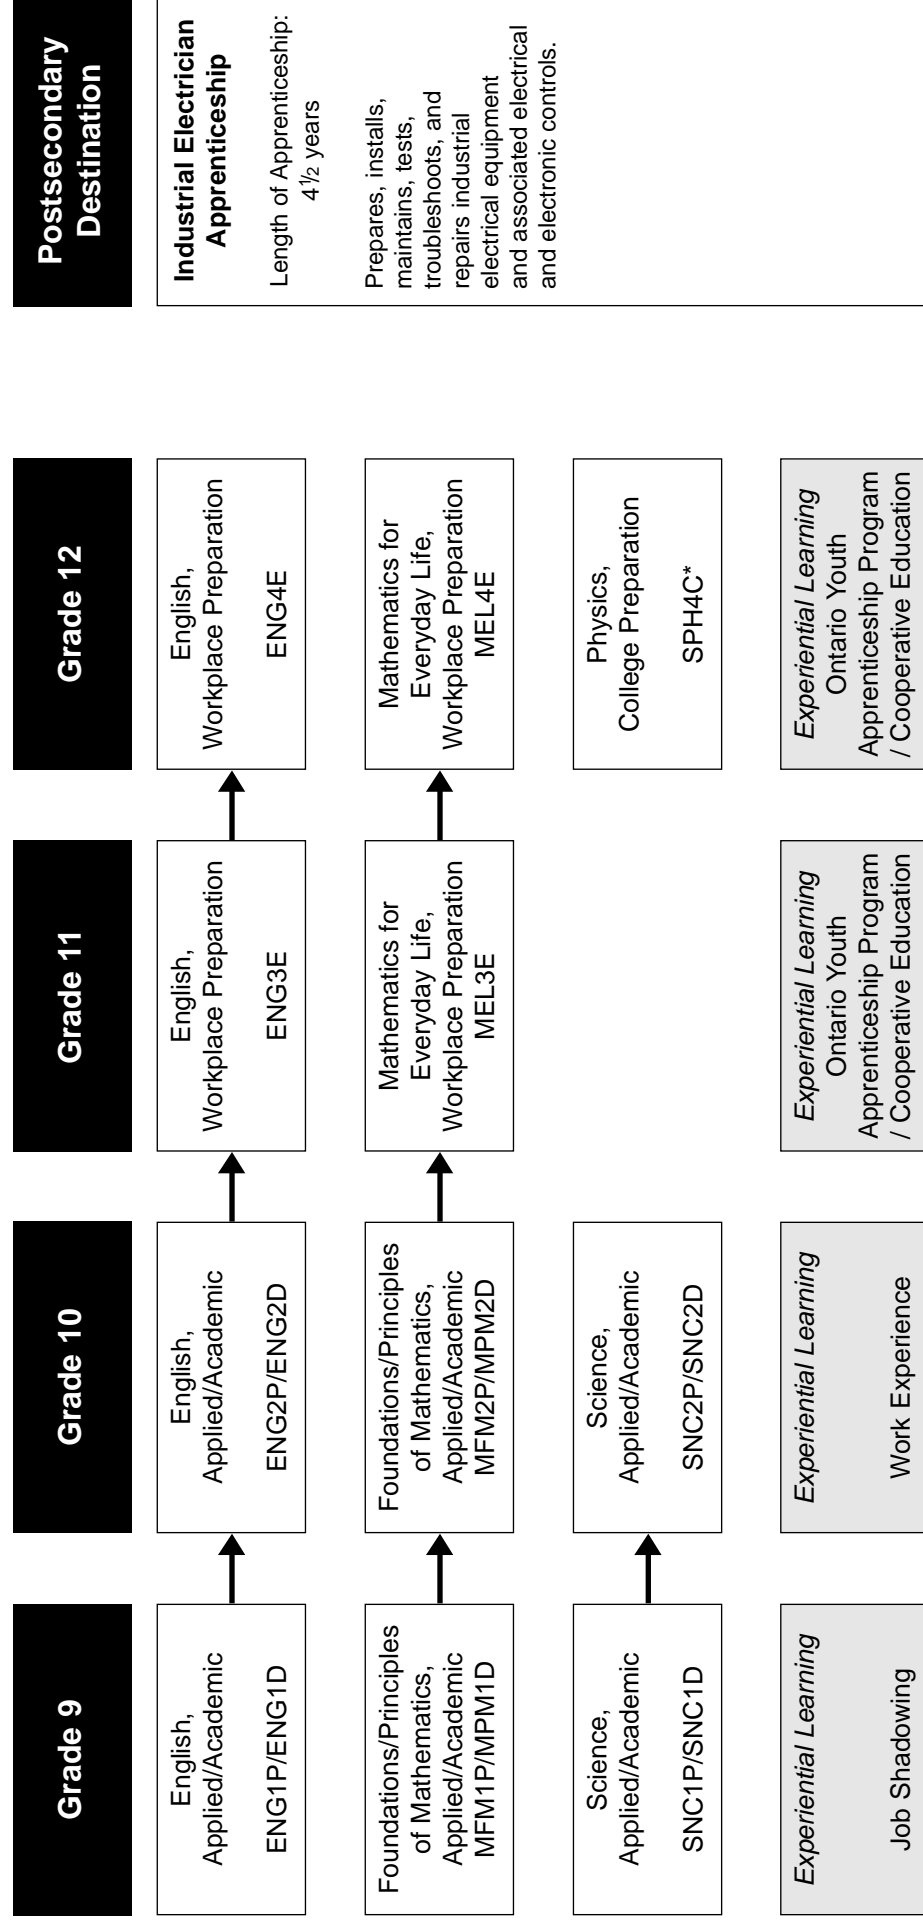 Grade 9
Grade 10
Grade 11
Grade 12
Postsecondary
Destination
English,
Applied/Academic
ENG1P/ENG1D
English,
Applied/Academic
ENG2P/ENG2D
English,
Workplace Preparation
ENG3E
English,
Workplace Preparation
ENG4E
Industrial Electrician
Apprenticeship
Length of Apprenticeship:
4½ years
Prepares, installs,
maintains, tests,
troubleshoots, and
repairs industrial
electrical equipment
and associated electrical
and electronic controls.
Foundations/Principles
of Mathematics,
Applied/Academic
MFM1P/MPM1D
Foundations/Principles
of Mathematics,
Applied/Academic
MFM2P/MPM2D
Mathematics for
Everyday Life,
Workplace Preparation
MEL3E
Mathematics for
Everyday Life,
Workplace Preparation
MEL4E
Science,
Applied/Academic
SNC1P/SNC1D
Science,
Applied/Academic
SNC2P/SNC2D
Physics,
College Preparation
SPH4C*
Experiential Learning
Job Shadowing
Experiential Learning
Work Experience
Experiential Learning
Ontario Youth
Apprenticeship Program
/ Cooperative Education
Experiential Learning
Ontario Youth
Apprenticeship Program
/ Cooperative Education